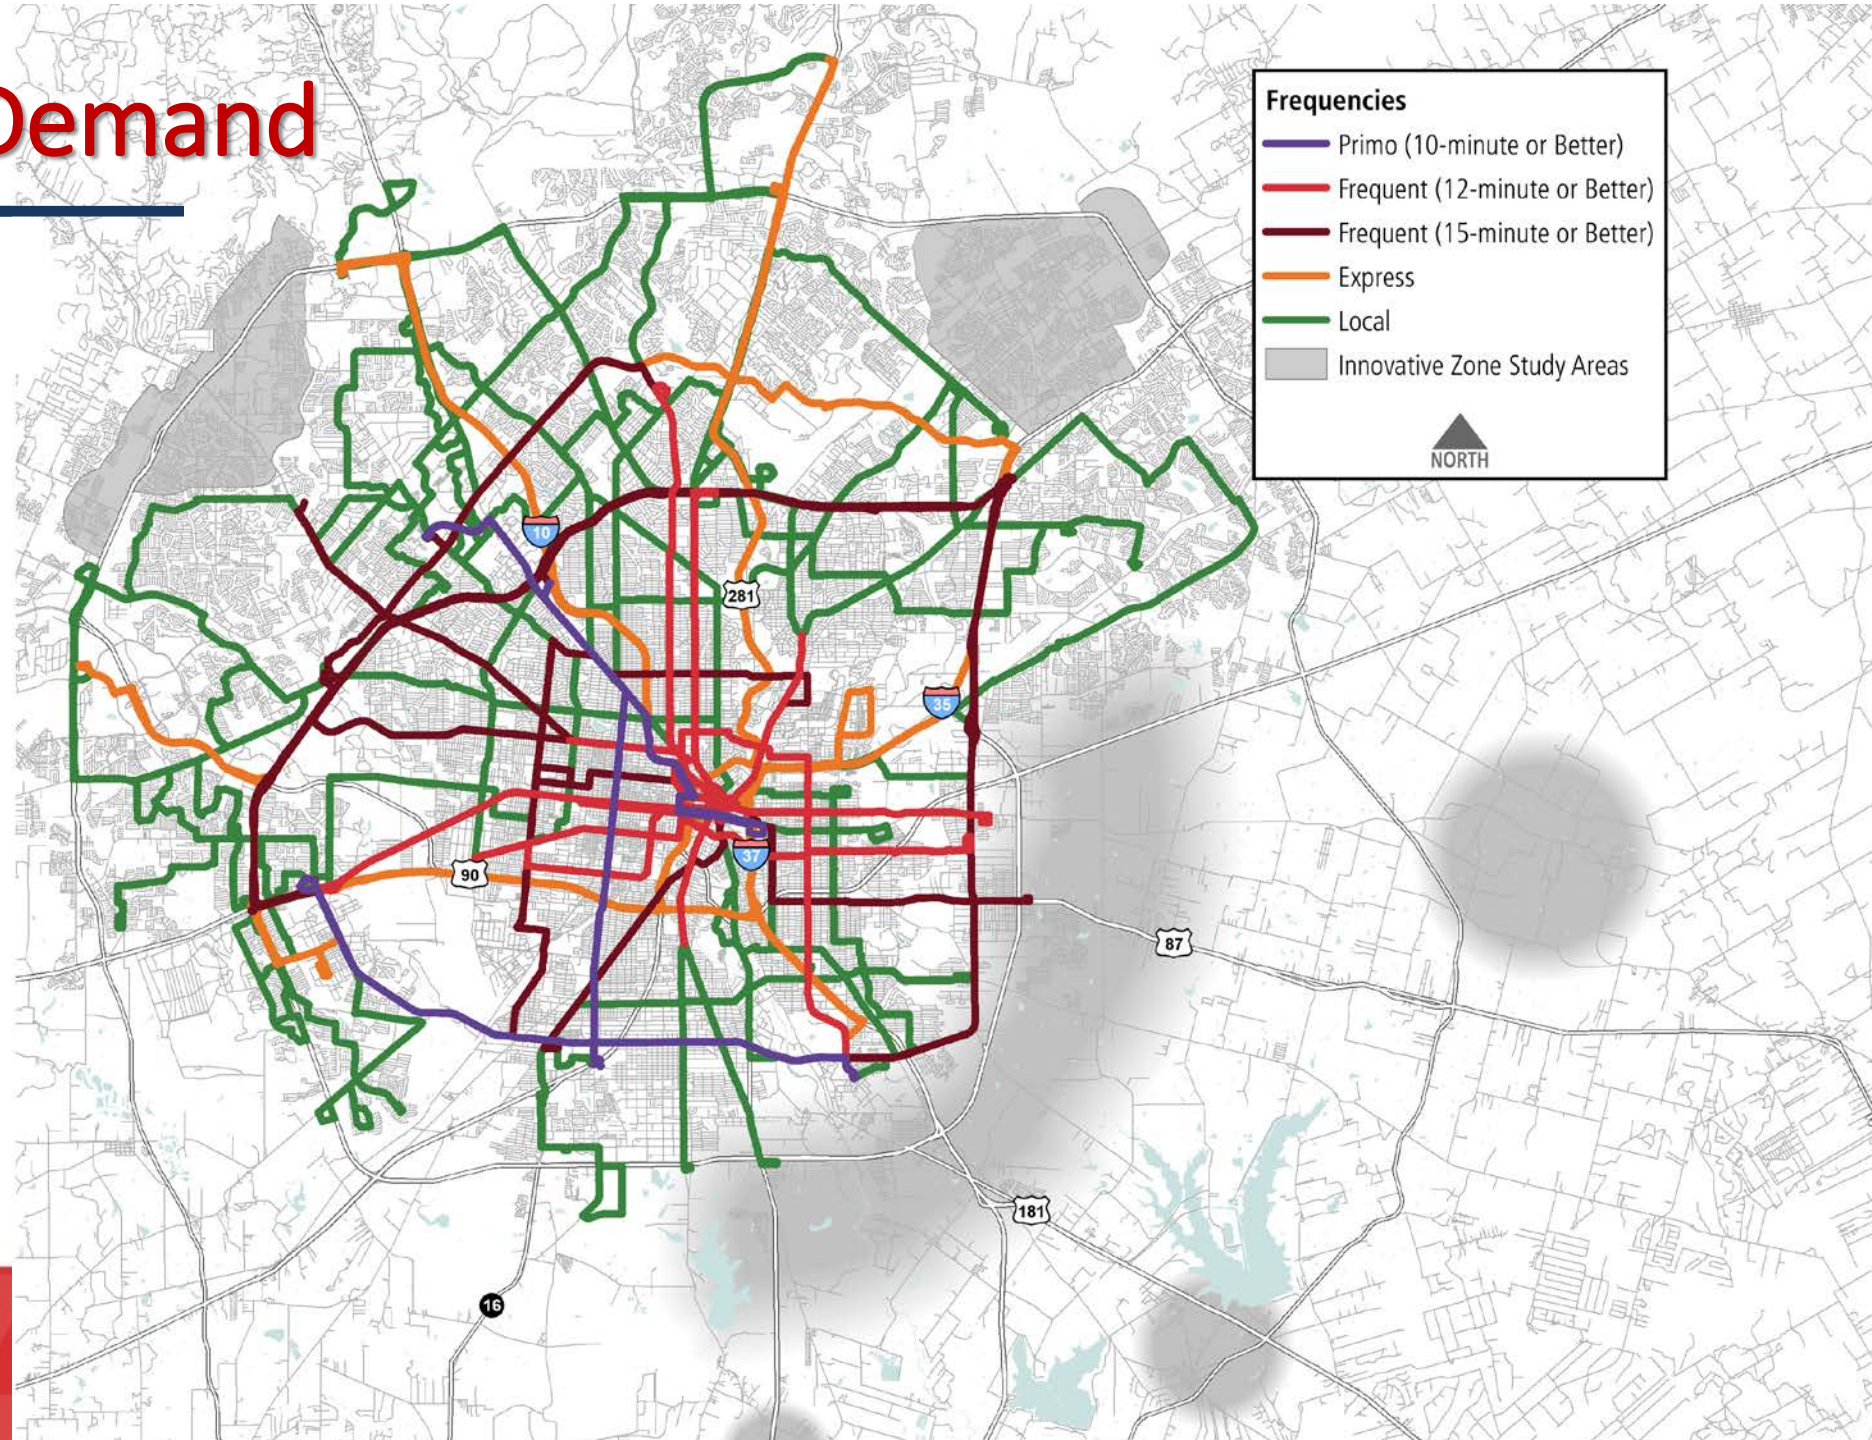 Demand
Frequencies
Primo (10-minute or Better)
Frequent (12-minute or Better)
Frequent (15-minute or Better)
Express
Local
Innovative Zone Study Areas
NORTH
10
281
35
37
90
87
181
16